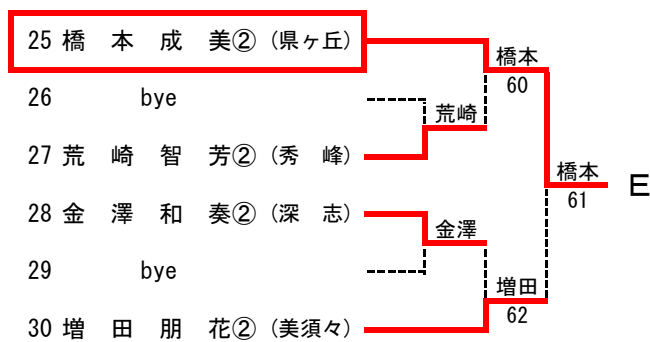 25 橋 本 成 美② (県ヶ丘)
橋本
60
26 bye
荒崎
27 荒 崎 智 芳② (秀 峰)
橋本
61
E
28 金 澤 和 奏② (深 志)
金澤
29 bye
増田
62
30 増 田 朋 花② (美須々)